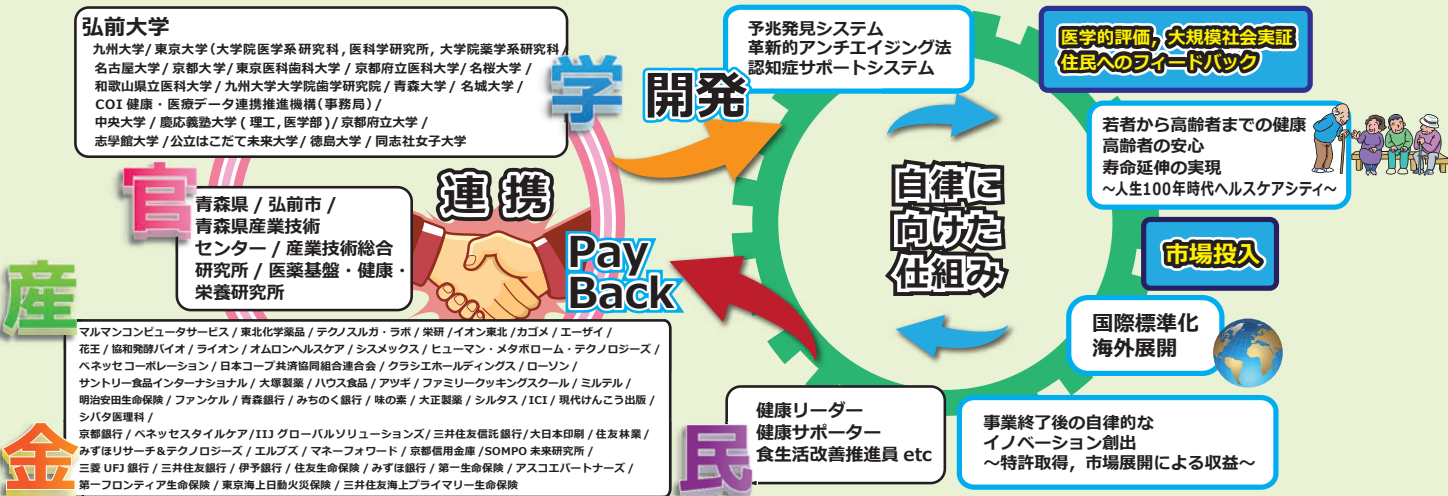 弘前大学
九州大学/ 東京大学(大学院医学系研究科, 医科学研究所, 大学院薬学系研究科/
名古屋大学/ 京都大学/ 東京医科歯科大学 / 京都府立医科大学/ 名桜大学 /
和歌山県立医科大学 / 九州大学大学院歯学研究院 / 青森大学 / 名城大学 /
COI 健康・医療データ連携推進機構(事務局) /
中央大学 / 慶応義塾大学 ( 理工, 医学部)/ 京都府立大学 /
志學館大学 /公立はこだて未来大学/ 徳島大学 / 同志社女子大学
学
官
青森県 / 弘前市 /
青森県産業技術
センター / 産業技術総合
研究所 / 医薬基盤・健康・
栄養研究所
連 携
産
金
マルマンコンピュータサービス / 東北化学薬品 / テクノスルガ・ラボ / 栄研 /イオン東北 /カゴメ / エーザイ /
花王 / 協和発酵バイオ / ライオン / オムロンヘルスケア / シスメックス / ヒューマン・メタボローム・テクノロジーズ /
ベネッセコーポレーション / 日本コープ共済協同組合連合会 / クラシエホールディングス / ローソン /
サントリー食品インターナショナル / 大塚製薬 / ハウス食品 / アツギ / ファミリークッキングスクール / ミルテル /
明治安田生命保険 / ファンケル / 青森銀行 / みちのく銀行 / 味の素 / 大正製薬 / シルタス / ICI / 現代けんこう出版 /
シバタ医理科 /
京都銀行 / ベネッセスタイルケア/IIJ グローバルソリューションズ/ 三井住友信託銀行/大日本印刷 / 住友林業 /
みずほリサーチ&テクノロジーズ / エルブズ / マネーフォワード / 京都信用金庫 /SOMPO 未来研究所 /
三菱 UFJ 銀行 / 三井住友銀行 / 伊予銀行 / 住友生命保険 / みずほ銀行 / 第一生命保険 / アスコエパートナーズ /
第一フロンティア生命保険 / 東京海上日動火災保険 / 三井住友海上プライマリー生命保険
開発
Pay
Back
予兆発見システム
革新的アンチエイジング法
認知症サポートシステム
自律に
向けた
仕組み
医学的評価, 大規模社会実証
住民へのフィードバック
若者から高齢者までの健康
高齢者の安心
寿命延伸の実現
~人生100年時代ヘルスケアシティ~
市場投入
国際標準化
海外展開
事業終了後の自律的な
イノベーション創出
~特許取得, 市場展開による収益~
民
健康リーダー
健康サポーター
食生活改善推進員 etc